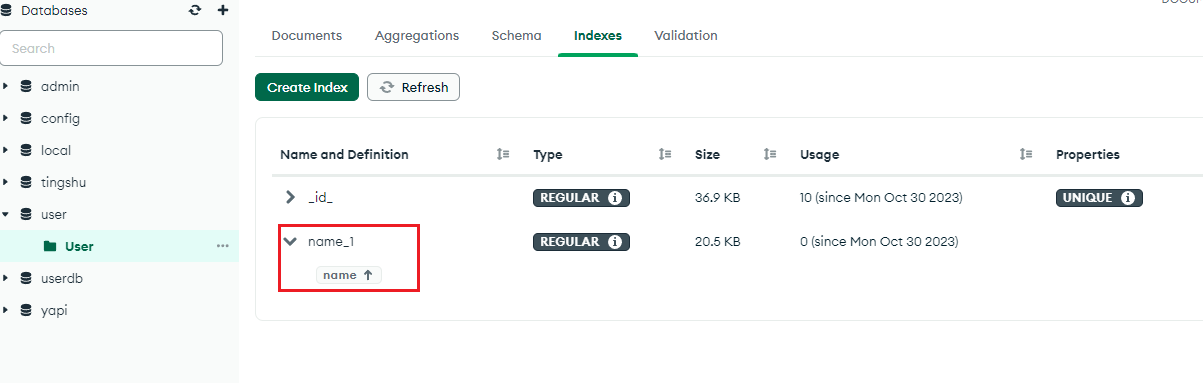 Databases
Search
admin
config
local
tingshu
user
User
userdb
yapi
Documents Aggregations Schema Indexes Validation
Create Index Refresh
Name and Definition Type Size Usage Properties
_id_ REGULAR 36.9 KB 10 (since Mon Oct 30 2023) UNIQUE
name_1 REGULAR 20.5 KB 0 (since Mon Oct 30 2023)
name